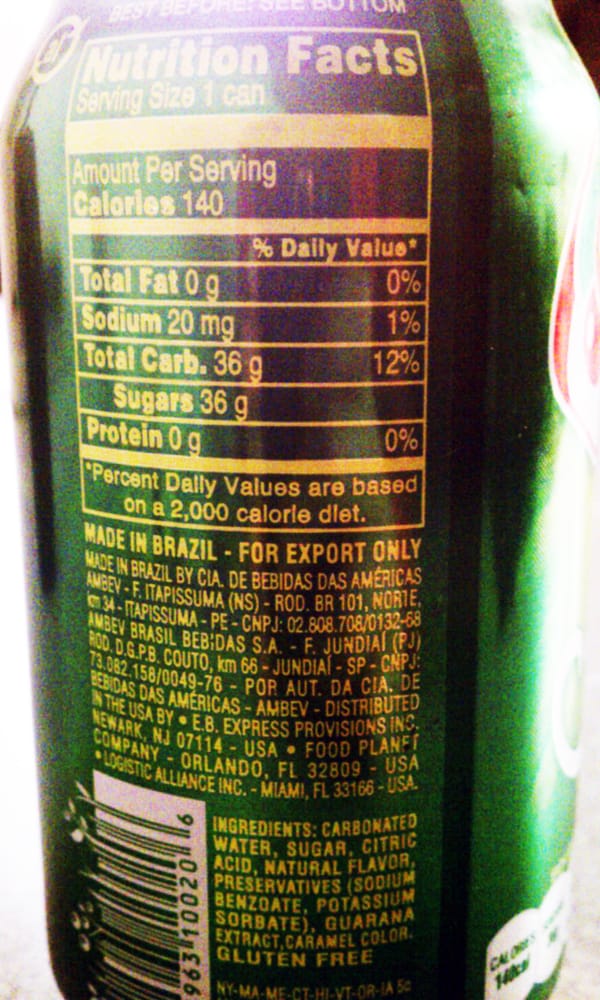 BEST BEFORE: SEE BOTTOM
Nutrition Facts
Serving Size 1 can
Amount Per Serving
Calories 140
% Daily Value*
Total Fat 0 g 0%
Sodium 20 mg 1%
Total Carb. 36 g 12%
Sugars 36 g
Protein 0 g 0%
*Percent Daily Values are based
on a 2,000 calorie diet.
MADE IN BRAZIL - FOR EXPORT ONLY
MADE IN BRAZIL BY CIA. DE BEBIDAS DAS AMÉRICAS
AMBEV - F. ITAPISSUMA (NS) - ROD. BR 101, NORTE,
km 34 - ITAPISSUMA - PE - CNPJ: 02.808.708/0132-68
AMBEV BRASIL BEBIDAS S.A. - F. JUNDIAÍ (PJ)
ROD. D.G.P.B. COUTO, km 66 - JUNDIAÍ - SP - CNPJ:
73.082.158/0049-76 - POR AUT. DA CIA. DE
BEBIDAS DAS AMÉRICAS - AMBEV - DISTRIBUTED
IN THE USA BY • E.B. EXPRESS PROVISIONS INC.
NEWARK, NJ 07114 - USA • FOOD PLANET
COMPANY - ORLANDO, FL 32809 - USA
• LOGISTIC ALLIANCE INC. - MIAMI, FL 33166 - USA.
INGREDIENTS: CARBONATED
WATER, SUGAR, CITRIC
ACID, NATURAL FLAVOR,
PRESERVATIVES (SODIUM
BENZOATE, POTASSIUM
SORBATE), GUARANA
EXTRACT, CARAMEL COLOR.
GLUTEN FREE
NY-MA-ME-CT-HI-VT-OR-IA 5¢
963 10020 6
CALORIES
140cal